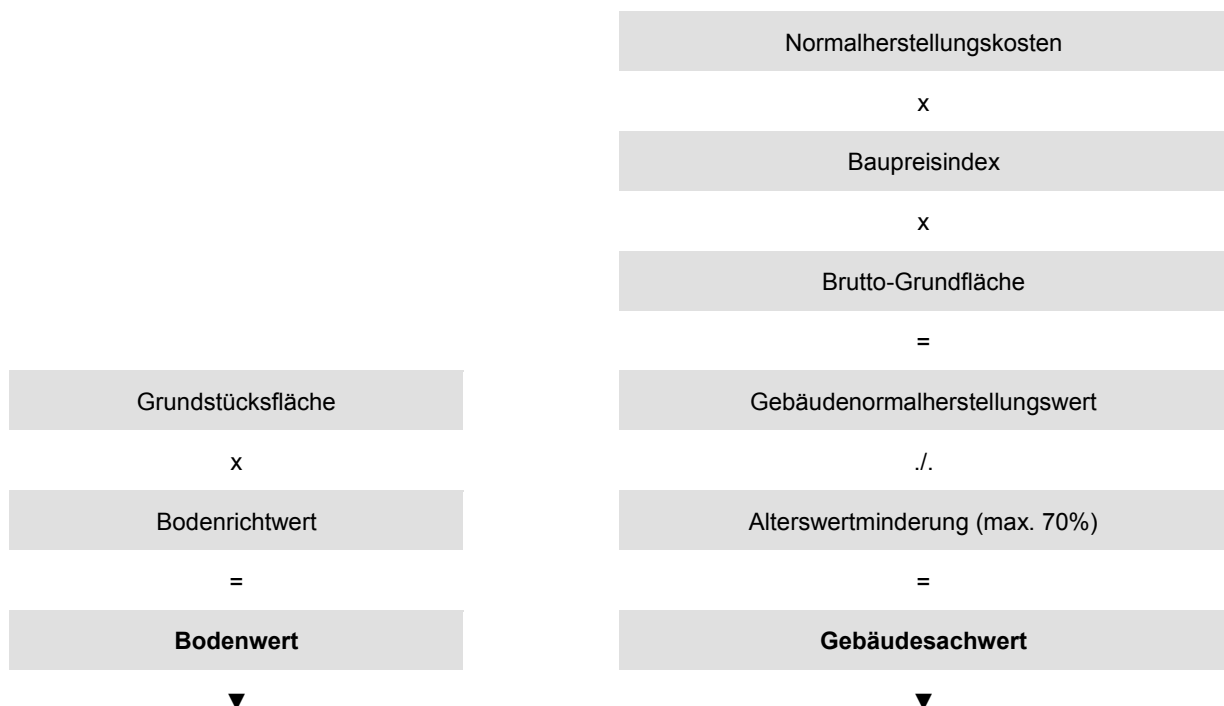 Normalherstellungskosten
x
Baupreisindex
x
Brutto-Grundfläche
=
Grundstücksfläche
Gebäudenormalherstellungswert
x
./.
Bodenrichtwert
Alterswertminderung (max. 70%)
=
=
Bodenwert
Gebäudesachwert
▼
▼